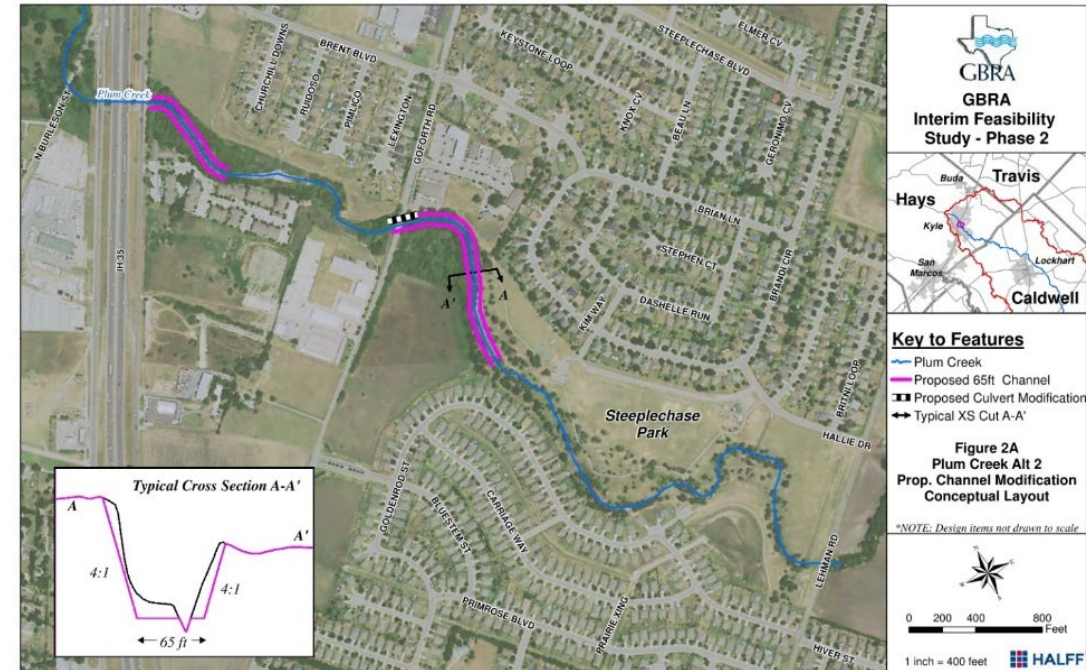 N BURLESON ST
Plum Creek
IH 35
CHURCHILL DOWNS
RUIDOSO
PIMLICO
LEXINGTON
BRENT BLVD
GOFORTH RD
KEYSTONE LOOP
STEEPLECHASE BLVD
ELMER CV
KNOX CV
BEAU LN
GERONIMO CV
BRIAN LN
STEPHEN CT
BRANDI CIR
DASHELLE RUN
KIM WAY
A'
A
Steeplechase
Park
BRITNI LOOP
HALLIE DR
GOLDENROD ST
BLUESTEM ST
CARRIAGE WAY
PRIMROSE BLVD
PRAIRIE XING
LEHMAN RD
HIVER ST
Typical Cross Section A-A'
A
A'
4:1
4:1
65 ft
GBRA
GBRA
Interim Feasibility
Study - Phase 2
Buda
Travis
Hays
Kyle
Lockhart
San
Marcos
Caldwell
Key to Features
Plum Creek
Proposed 65ft Channel
Proposed Culvert Modification
Typical XS Cut A-A'
Figure 2A
Plum Creek Alt 2
Prop. Channel Modification
Conceptual Layout
*NOTE: Design items not drawn to scale
0 400 800
Feet
1 inch = 400 feet
HALFF